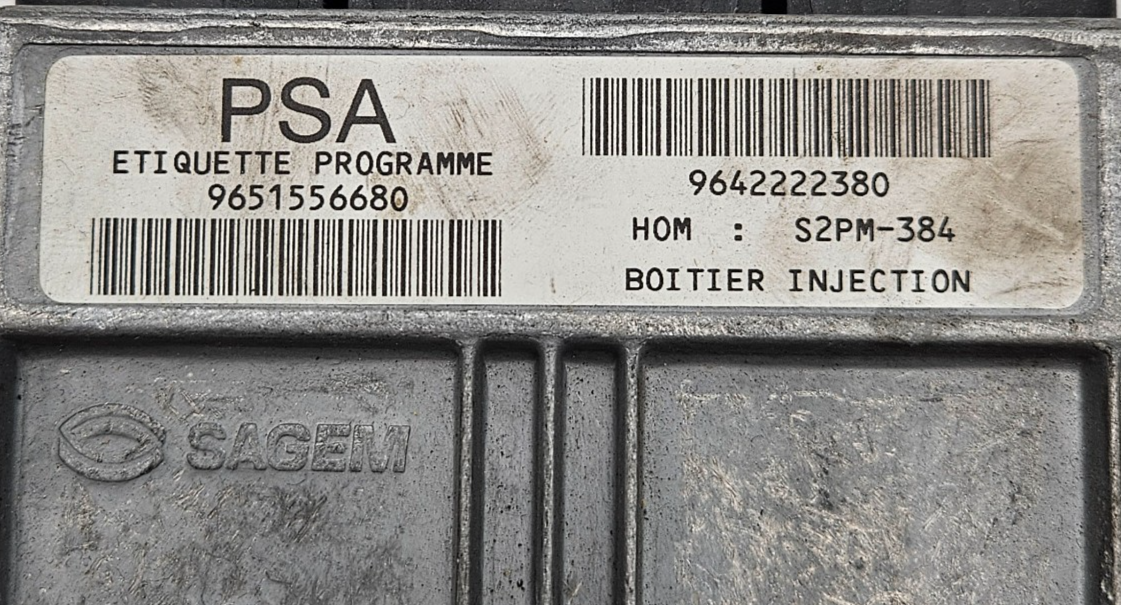 PSA
ETIQUETTE PROGRAMME
9651556680
9642222380
HOM : S2PM-384
BOITIER INJECTION
SAGEM